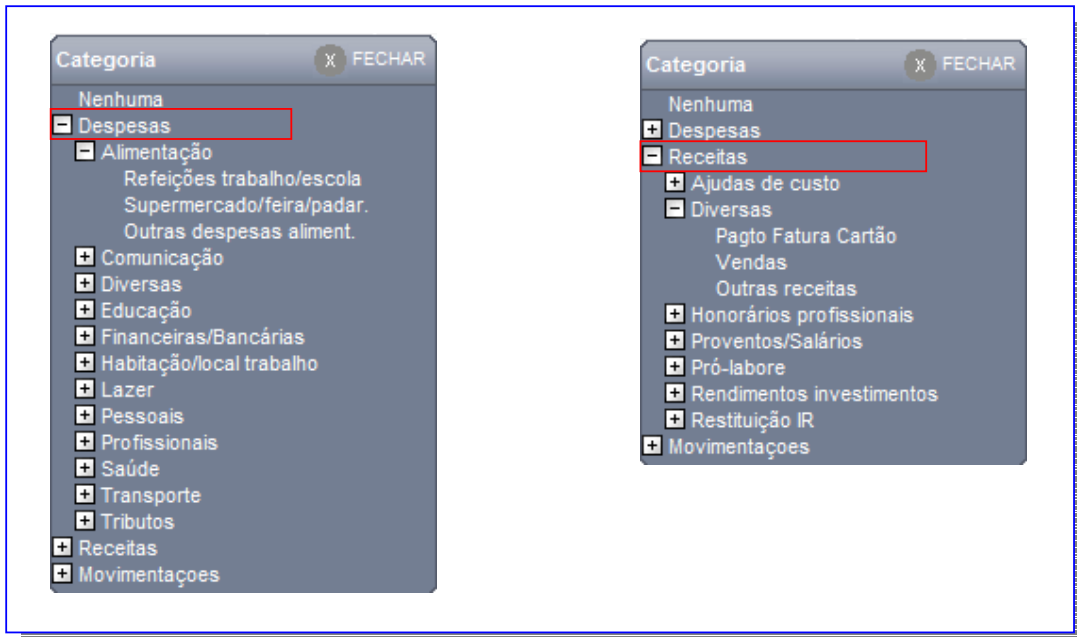 Categoria X FECHAR
Nenhuma
Despesas
Alimentação
Refeições trabalho/escola
Supermercado/feira/padar.
Outras despesas aliment.
Comunicação
Diversas
Educação
Financeiras/Bancárias
Habitação/local trabalho
Lazer
Pessoais
Profissionais
Saúde
Transporte
Tributos
Receitas
Movimentaçoes
Categoria X FECHAR
Nenhuma
Despesas
Receitas
Ajudas de custo
Diversas
Pagto Fatura Cartão
Vendas
Outras receitas
Honorários profissionais
Proventos/Salários
Pró-labore
Rendimentos investimentos
Restituição IR
Movimentaçoes